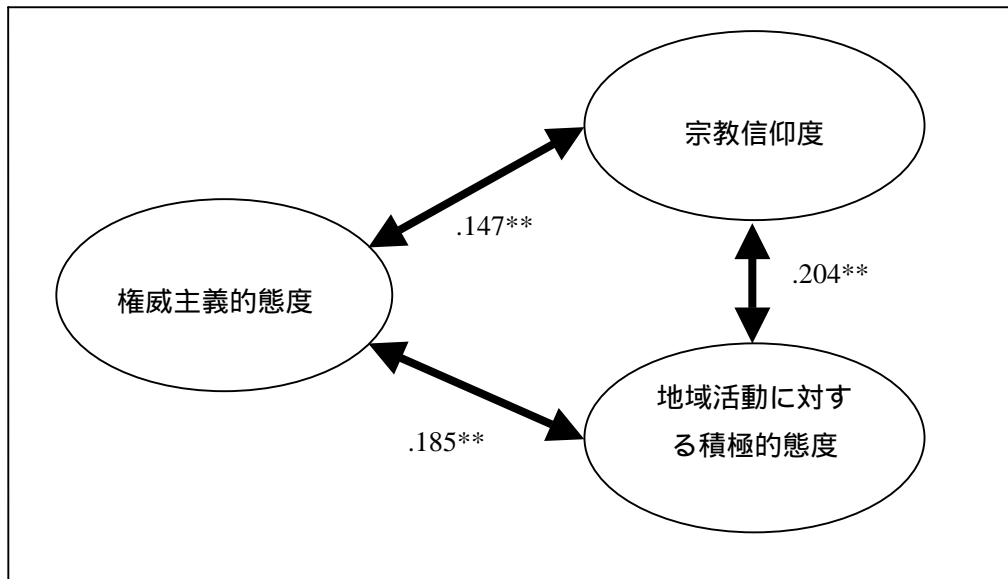 宗教信仰度
.147**
.204**
権威主義的態度
地域活動に対す
る積極的態度
.185**